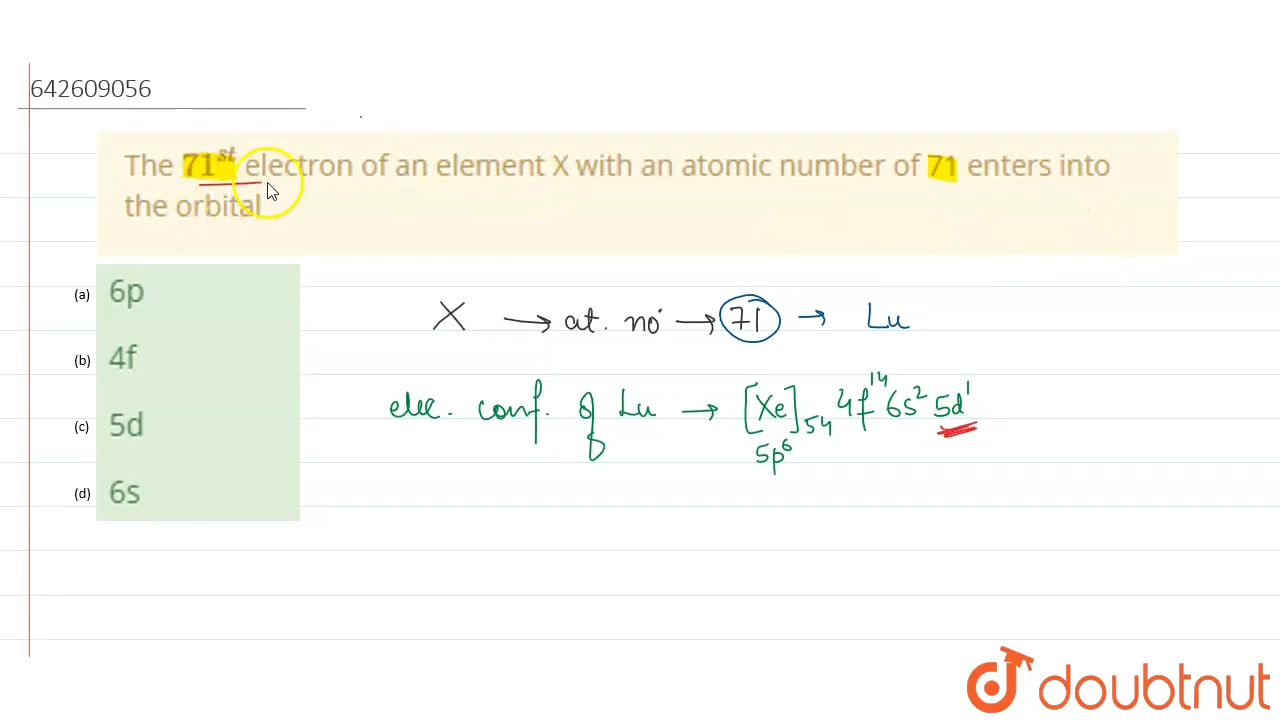 642609056
The 71st electron of an element X with an atomic number of 71 enters into
the orbital
(a) 6p
(b) 4f
(c) 5d
(d) 6s
X → at. no → 71 → Lu
elec. conf. of Lu → [Xe]54 4f14 6s2 5d1
5p6
doubtnut